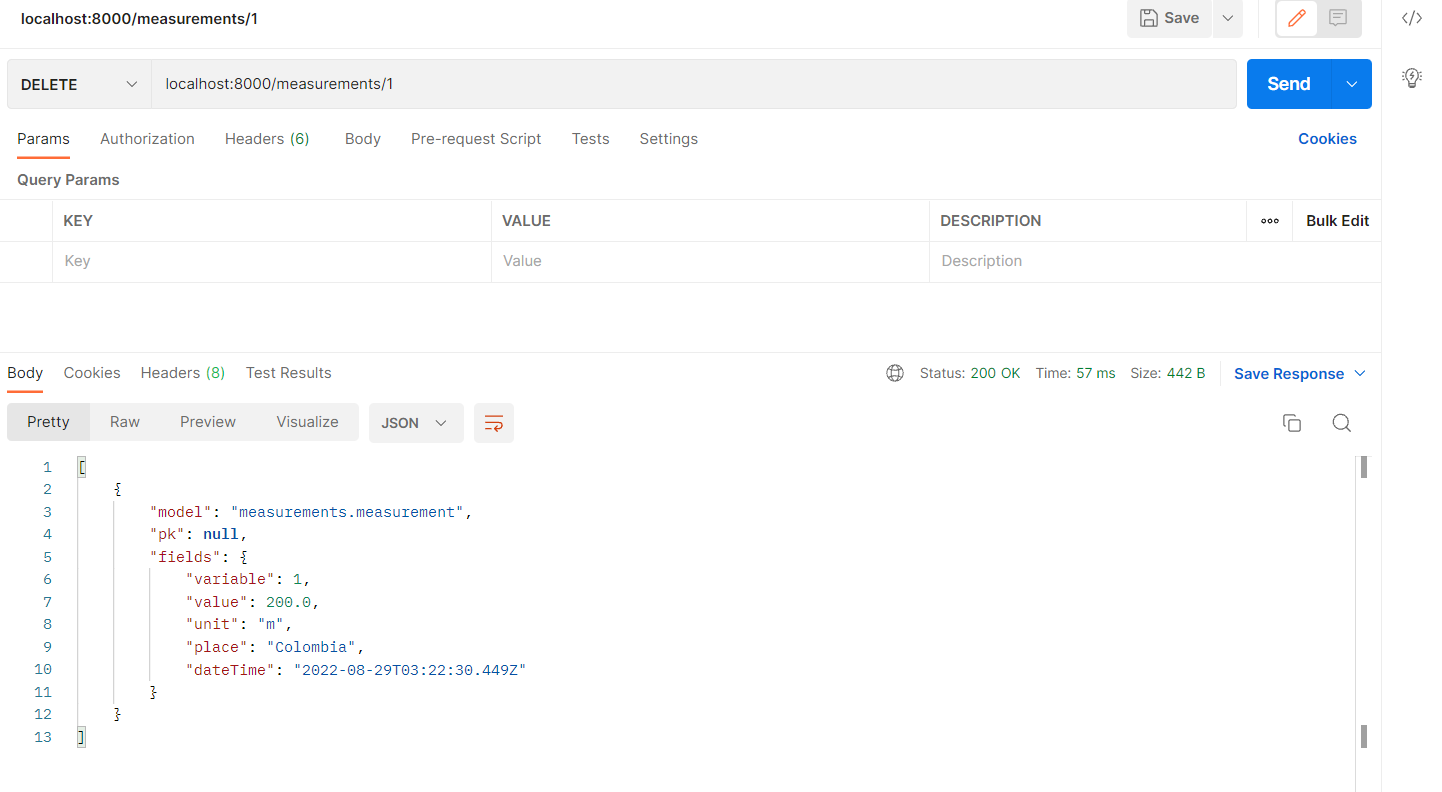 localhost:8000/measurements/1
Save
DELETE localhost:8000/measurements/1 Send
Params Authorization Headers (6) Body Pre-request Script Tests Settings Cookies
Query Params
KEY VALUE DESCRIPTION ooo Bulk Edit
Key Value Description
Body Cookies Headers (8) Test Results Status: 200 OK Time: 57 ms Size: 442 B Save Response
Pretty Raw Preview Visualize JSON
1 [
2 {
3 "model": "measurements.measurement",
4 "pk": null,
5 "fields": {
6 "variable": 1,
7 "value": 200.0,
8 "unit": "m",
9 "place": "Colombia",
10 "dateTime": "2022-08-29T03:22:30.449Z"
11 }
12 }
13 ]